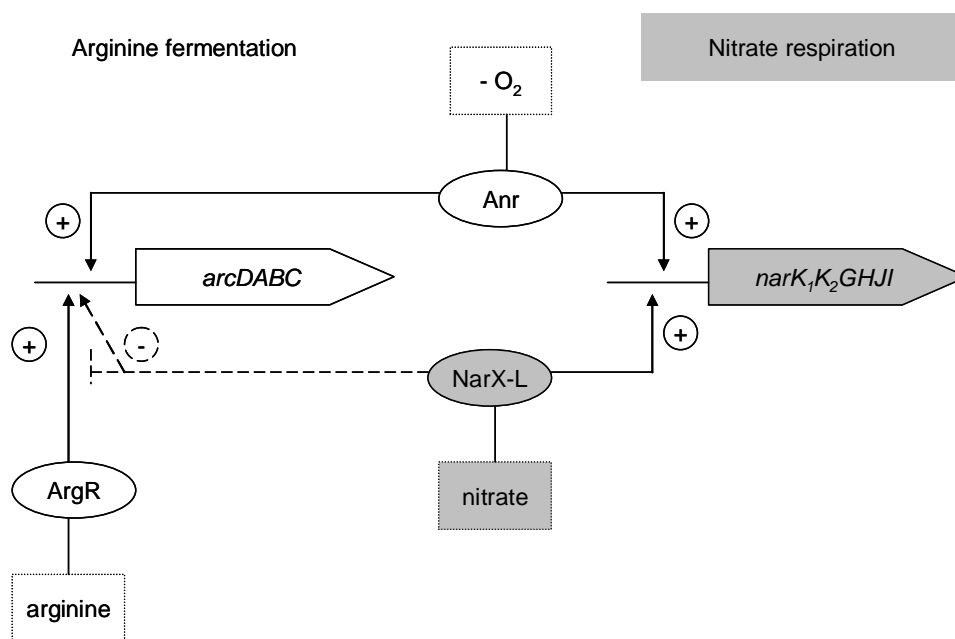 Arginine fermentation
Nitrate respiration
- O₂
Anr
+
+
arcDABC
narK₁K₂GHJI
+
-
+
NarX-L
ArgR
nitrate
arginine